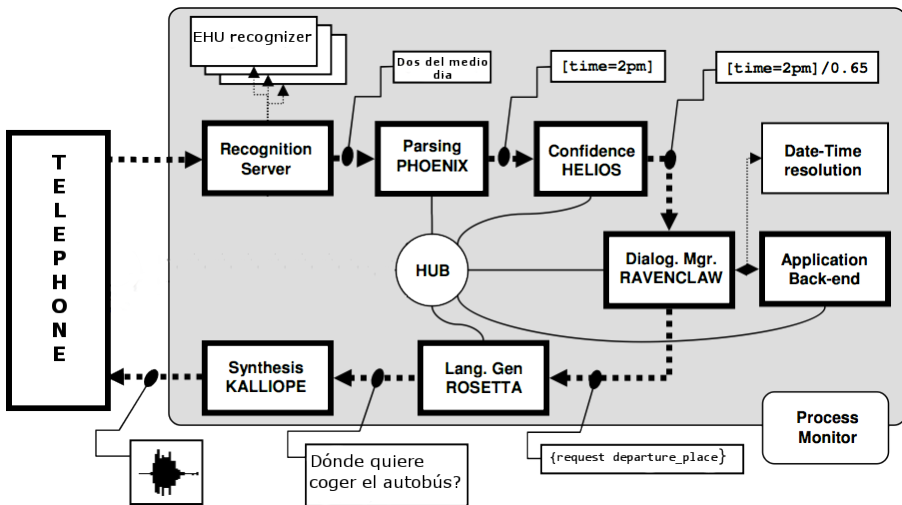 EHU recognizer
Dos del medio
dia
[time=2pm]
[time=2pm]/0.65
TELEPHONE
Recognition
Server
Parsing
PHOENIX
Confidence
HELIOS
Date-Time
resolution
HUB
Dialog. Mgr.
RAVENCLAW
Application
Back-end
Synthesis
KALLIOPE
Lang. Gen
ROSETTA
Process
Monitor
Dónde quiere
coger el autobús?
{request departure_place}